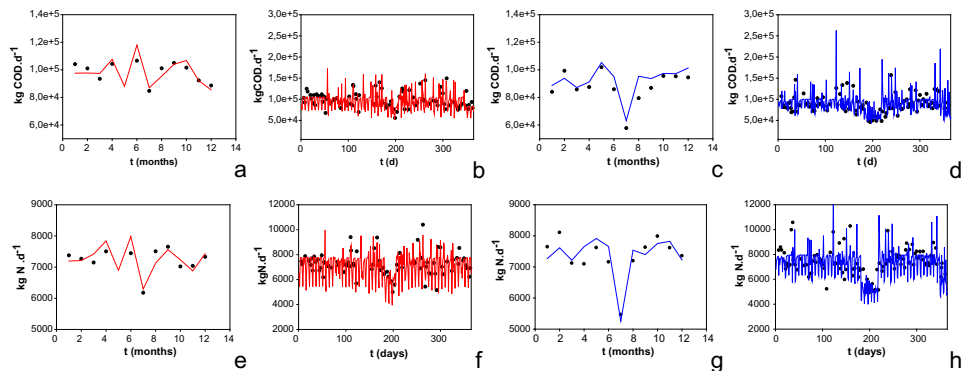 1,4e+5 3,0e+5 1,4e+5 3,0e+5
2,5e+5 2,5e+5
1,2e+5 1,2e+5
2,0e+5 2,0e+5
1,0e+5 1,0e+5
1,5e+5 1,5e+5
8,0e+4 1,0e+5 8,0e+4 1,0e+5
6,0e+4 5,0e+4 6,0e+4 5,0e+4
kg COD.d⁻¹ kgCOD.d⁻¹ kg COD.d⁻¹ kg COD.d⁻¹
0 2 4 6 8 10 12 14 0 100 200 300 0 2 4 6 8 10 12 14 0 100 200 300
t (months) t (d) t (months) t (d)
a b c d
9000 12000 9000 12000
8000 10000 8000 10000
7000 8000 7000 8000
6000 6000
6000 4000 6000 4000
5000 2000 5000 2000
kg N .d⁻¹ kgN.d⁻¹ kg N.d⁻¹ kg N.d⁻¹
0 2 4 6 8 10 12 14 0 100 200 300 0 2 4 6 8 10 12 14 0 100 200 300
t (months) t (days) t (months) t (days)
e f g h